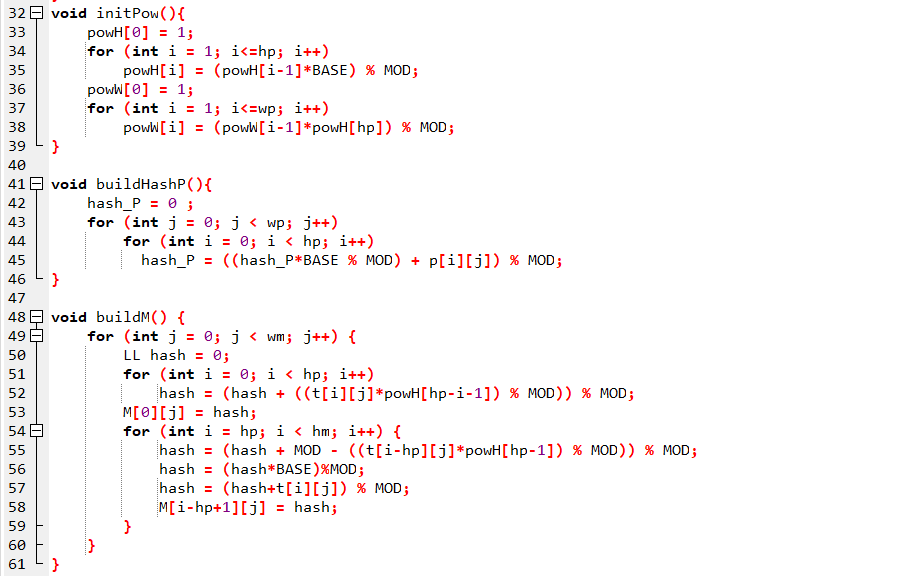 32 void initPow(){
33     powH[0] = 1;
34     for (int i = 1; i<=hp; i++)
35         powH[i] = (powH[i-1]*BASE) % MOD;
36     powW[0] = 1;
37     for (int i = 1; i<=wp; i++)
38         powW[i] = (powW[i-1]*powH[hp]) % MOD;
39 }
40
41 void buildHashP(){
42     hash_P = 0 ;
43     for (int j = 0; j < wp; j++)
44         for (int i = 0; i < hp; i++)
45           hash_P = ((hash_P*BASE % MOD) + p[i][j]) % MOD;
46 }
47
48 void buildM() {
49     for (int j = 0; j < wm; j++) {
50         LL hash = 0;
51         for (int i = 0; i < hp; i++)
52             hash = (hash + ((t[i][j]*powH[hp-i-1]) % MOD)) % MOD;
53         M[0][j] = hash;
54         for (int i = hp; i < hm; i++) {
55             hash = (hash + MOD - ((t[i-hp][j]*powH[hp-1]) % MOD)) % MOD;
56             hash = (hash*BASE)%MOD;
57             hash = (hash+t[i][j]) % MOD;
58             M[i-hp+1][j] = hash;
59         }
60     }
61 }